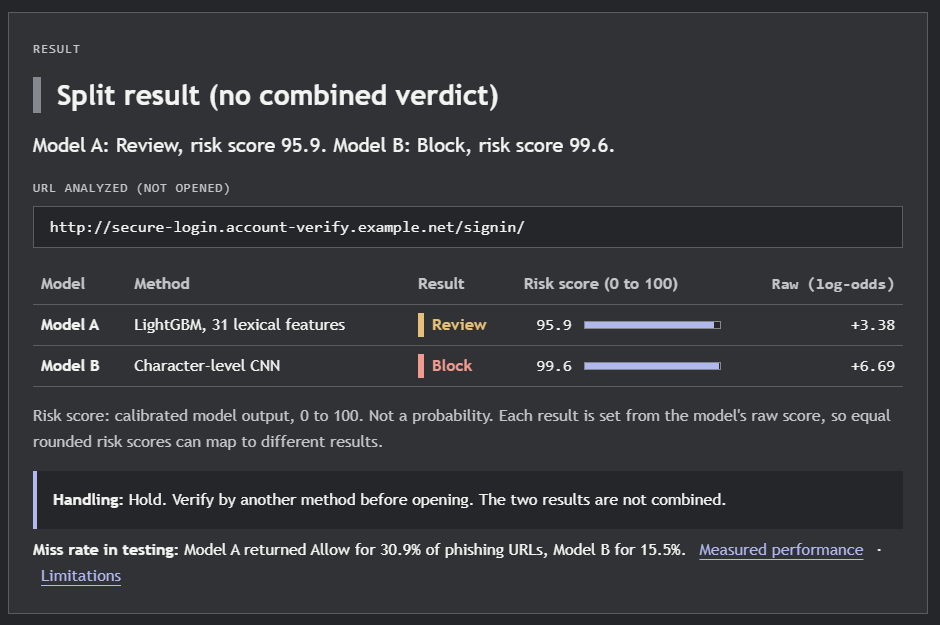 RESULT
Split result (no combined verdict)
Model A: Review, risk score 95.9. Model B: Block, risk score 99.6.
URL ANALYZED (NOT OPENED)
http://secure-login.account-verify.example.net/signin/
Model Method Result Risk score (0 to 100) Raw (log-odds)
Model A LightGBM, 31 lexical features Review 95.9 +3.38
Model B Character-level CNN Block 99.6 +6.69
Risk score: calibrated model output, 0 to 100. Not a probability. Each result is set from the model's raw score, so equal
rounded risk scores can map to different results.
Handling: Hold. Verify by another method before opening. The two results are not combined.
Miss rate in testing: Model A returned Allow for 30.9% of phishing URLs, Model B for 15.5%. Measured performance ·
Limitations